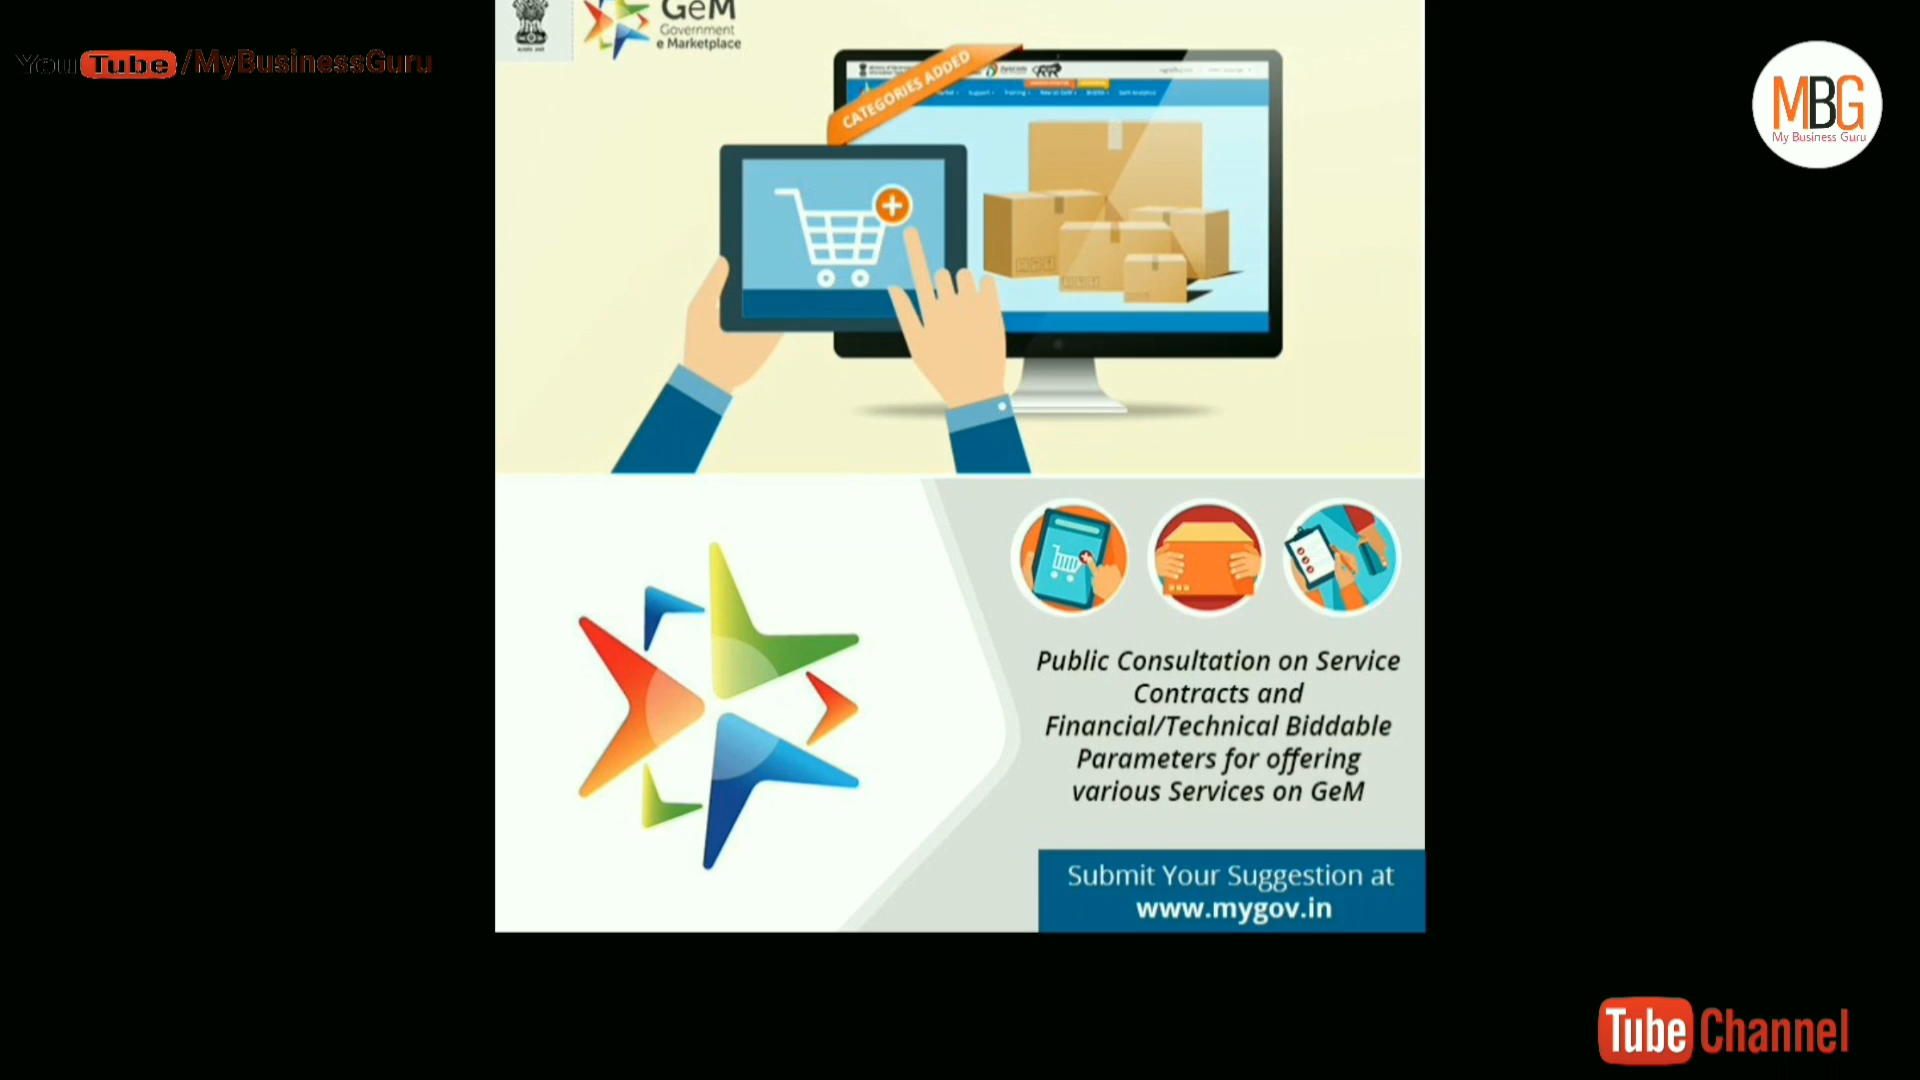 GeM
Government
e Marketplace
YouTube/MyBusinessGuru
MBG
My Business Guru
CATEGORIES ADDED
Public Consultation on Service
Contracts and
Financial/Technical Biddable
Parameters for offering
various Services on GeM
Submit Your Suggestion at
www.mygov.in
Tube Channel